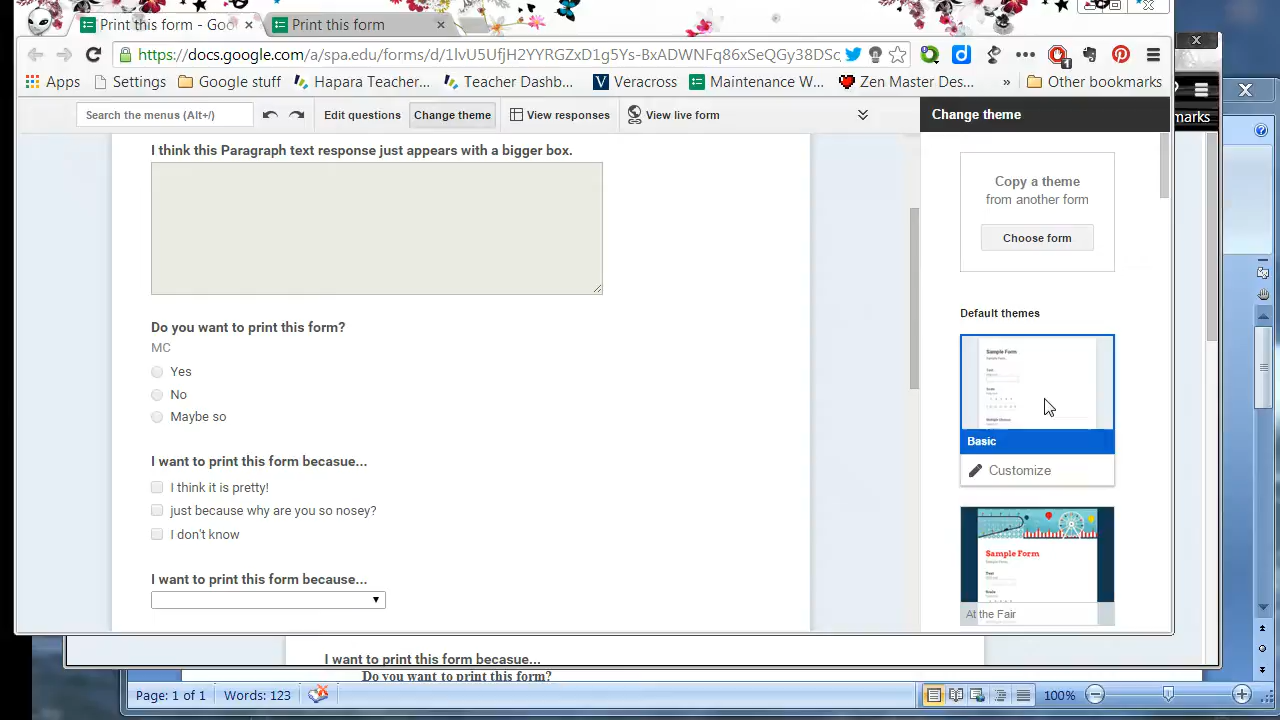 Print this form - Goo
Print this form
https://docs.google.com/a/spa.edu/forms/d/
Apps Settings Google stuff Hapara Teacher... Teamie Dashb... Veracross Maintenance W... Zen Master Des... » Other bookmarks
marks
Search the menus (Alt+/) Edit questions Change theme View responses View live form
Change theme
I think this Paragraph text response just appears with a bigger box.
Do you want to print this form?
MC
Yes
No
Maybe so
I want to print this form becasue...
I think it is pretty!
just because why are you so nosey?
I don't know
I want to print this form because...
Copy a theme
from another form
Choose form
Default themes
Sample Form
Basic
Customize
Sample Form
At the Fair
I want to print this form becasue...
Do you want to print this form?
Page: 1 of 1 Words: 123 100%